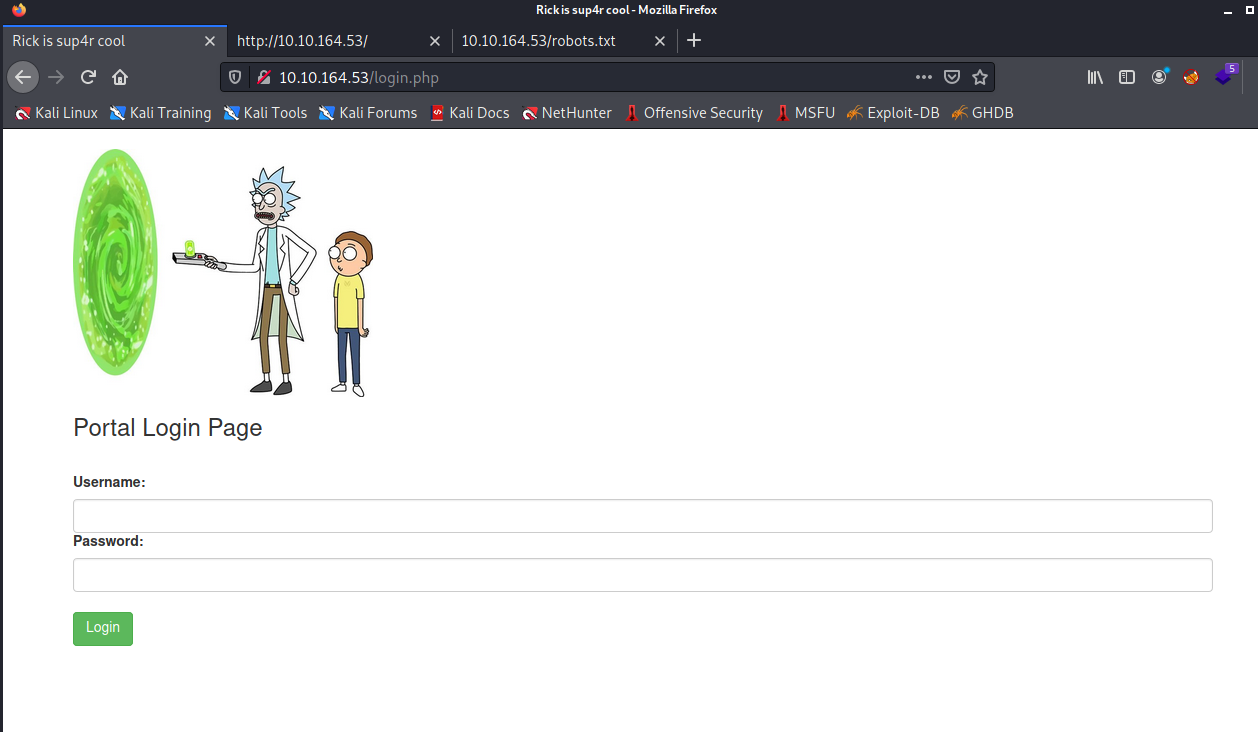 Rick is sup4r cool - Mozilla Firefox
Rick is sup4r cool
http://10.10.164.53/
10.10.164.53/robots.txt
10.10.164.53/login.php
5
Kali Linux Kali Training Kali Tools Kali Forums Kali Docs NetHunter Offensive Security MSFU Exploit-DB GHDB
Portal Login Page
Username:
Password:
Login